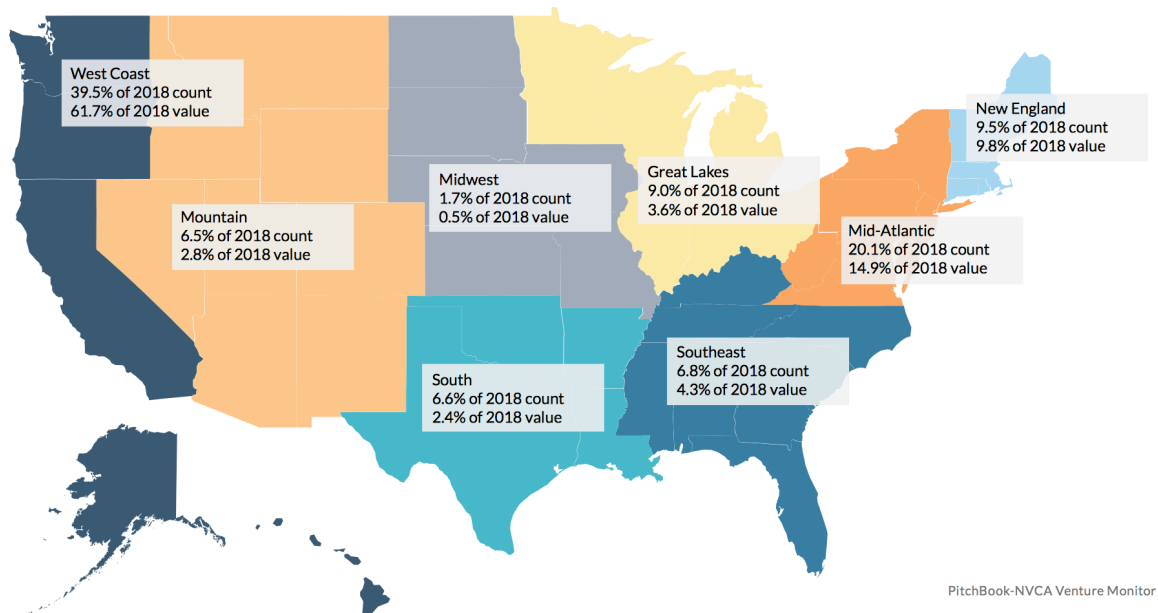 West Coast
39.5% of 2018 count
61.7% of 2018 value
Mountain
6.5% of 2018 count
2.8% of 2018 value
Midwest
1.7% of 2018 count
0.5% of 2018 value
Great Lakes
9.0% of 2018 count
3.6% of 2018 value
New England
9.5% of 2018 count
9.8% of 2018 value
Mid-Atlantic
20.1% of 2018 count
14.9% of 2018 value
South
6.6% of 2018 count
2.4% of 2018 value
Southeast
6.8% of 2018 count
4.3% of 2018 value
PitchBook-NVCA Venture Monitor